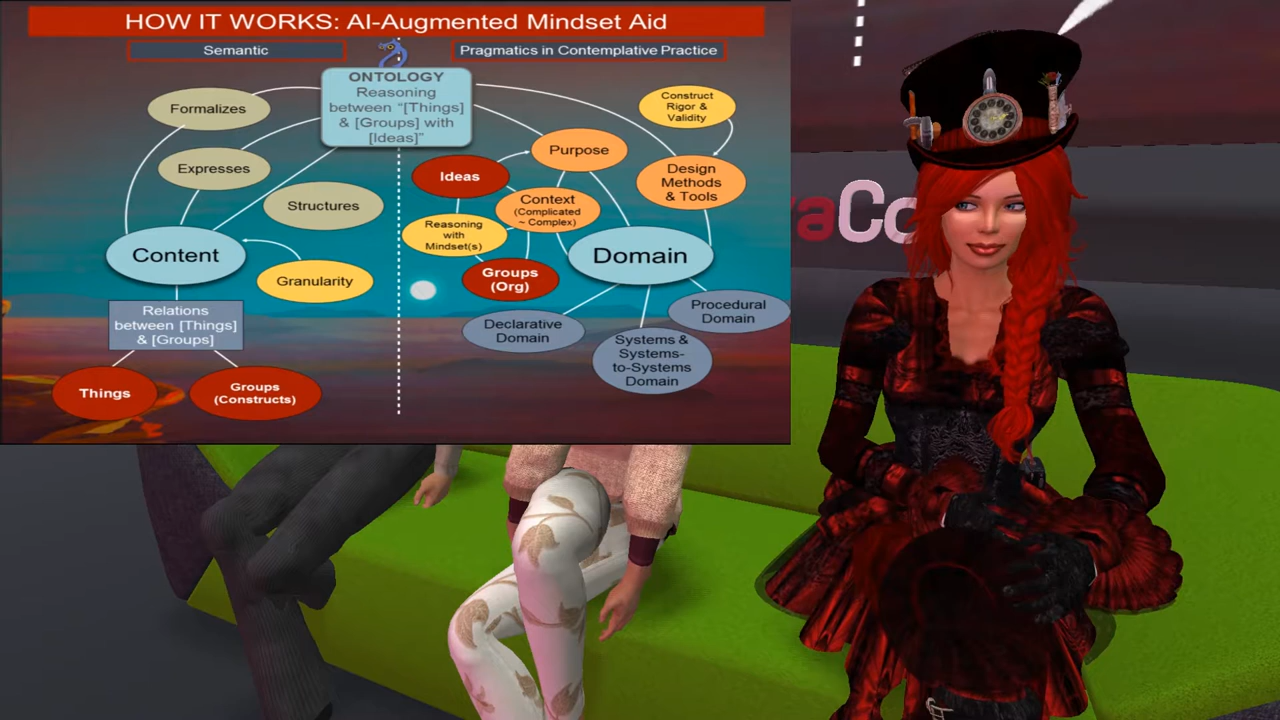 HOW IT WORKS: AI-Augmented Mindset Aid
Semantic
Pragmatics in Contemplative Practice
ONTOLOGY
Reasoning
between "[Things]
& [Groups] with
[Ideas]"
Formalizes
Expresses
Structures
Content
Granularity
Relations
between [Things]
& [Groups]
Things
Groups
(Constructs)
Construct
Rigor &
Validity
Purpose
Ideas
Design
Methods
& Tools
Context
(Complicated
~ Complex)
Reasoning
with
Mindset(s)
Groups
(Org)
Domain
Declarative
Domain
Systems &
Systems-
to-Systems
Domain
Procedural
Domain